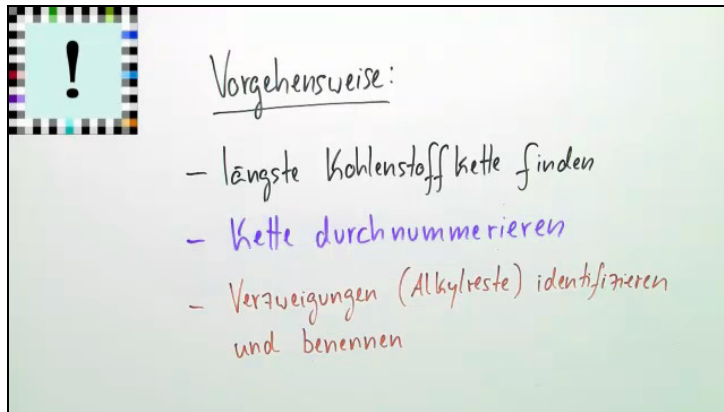 !
Vorgehensweise:
- längste Kohlenstoffkette finden
- Kette durchnummerieren
- Verzweigungen (Alkylreste) identifizieren
und benennen